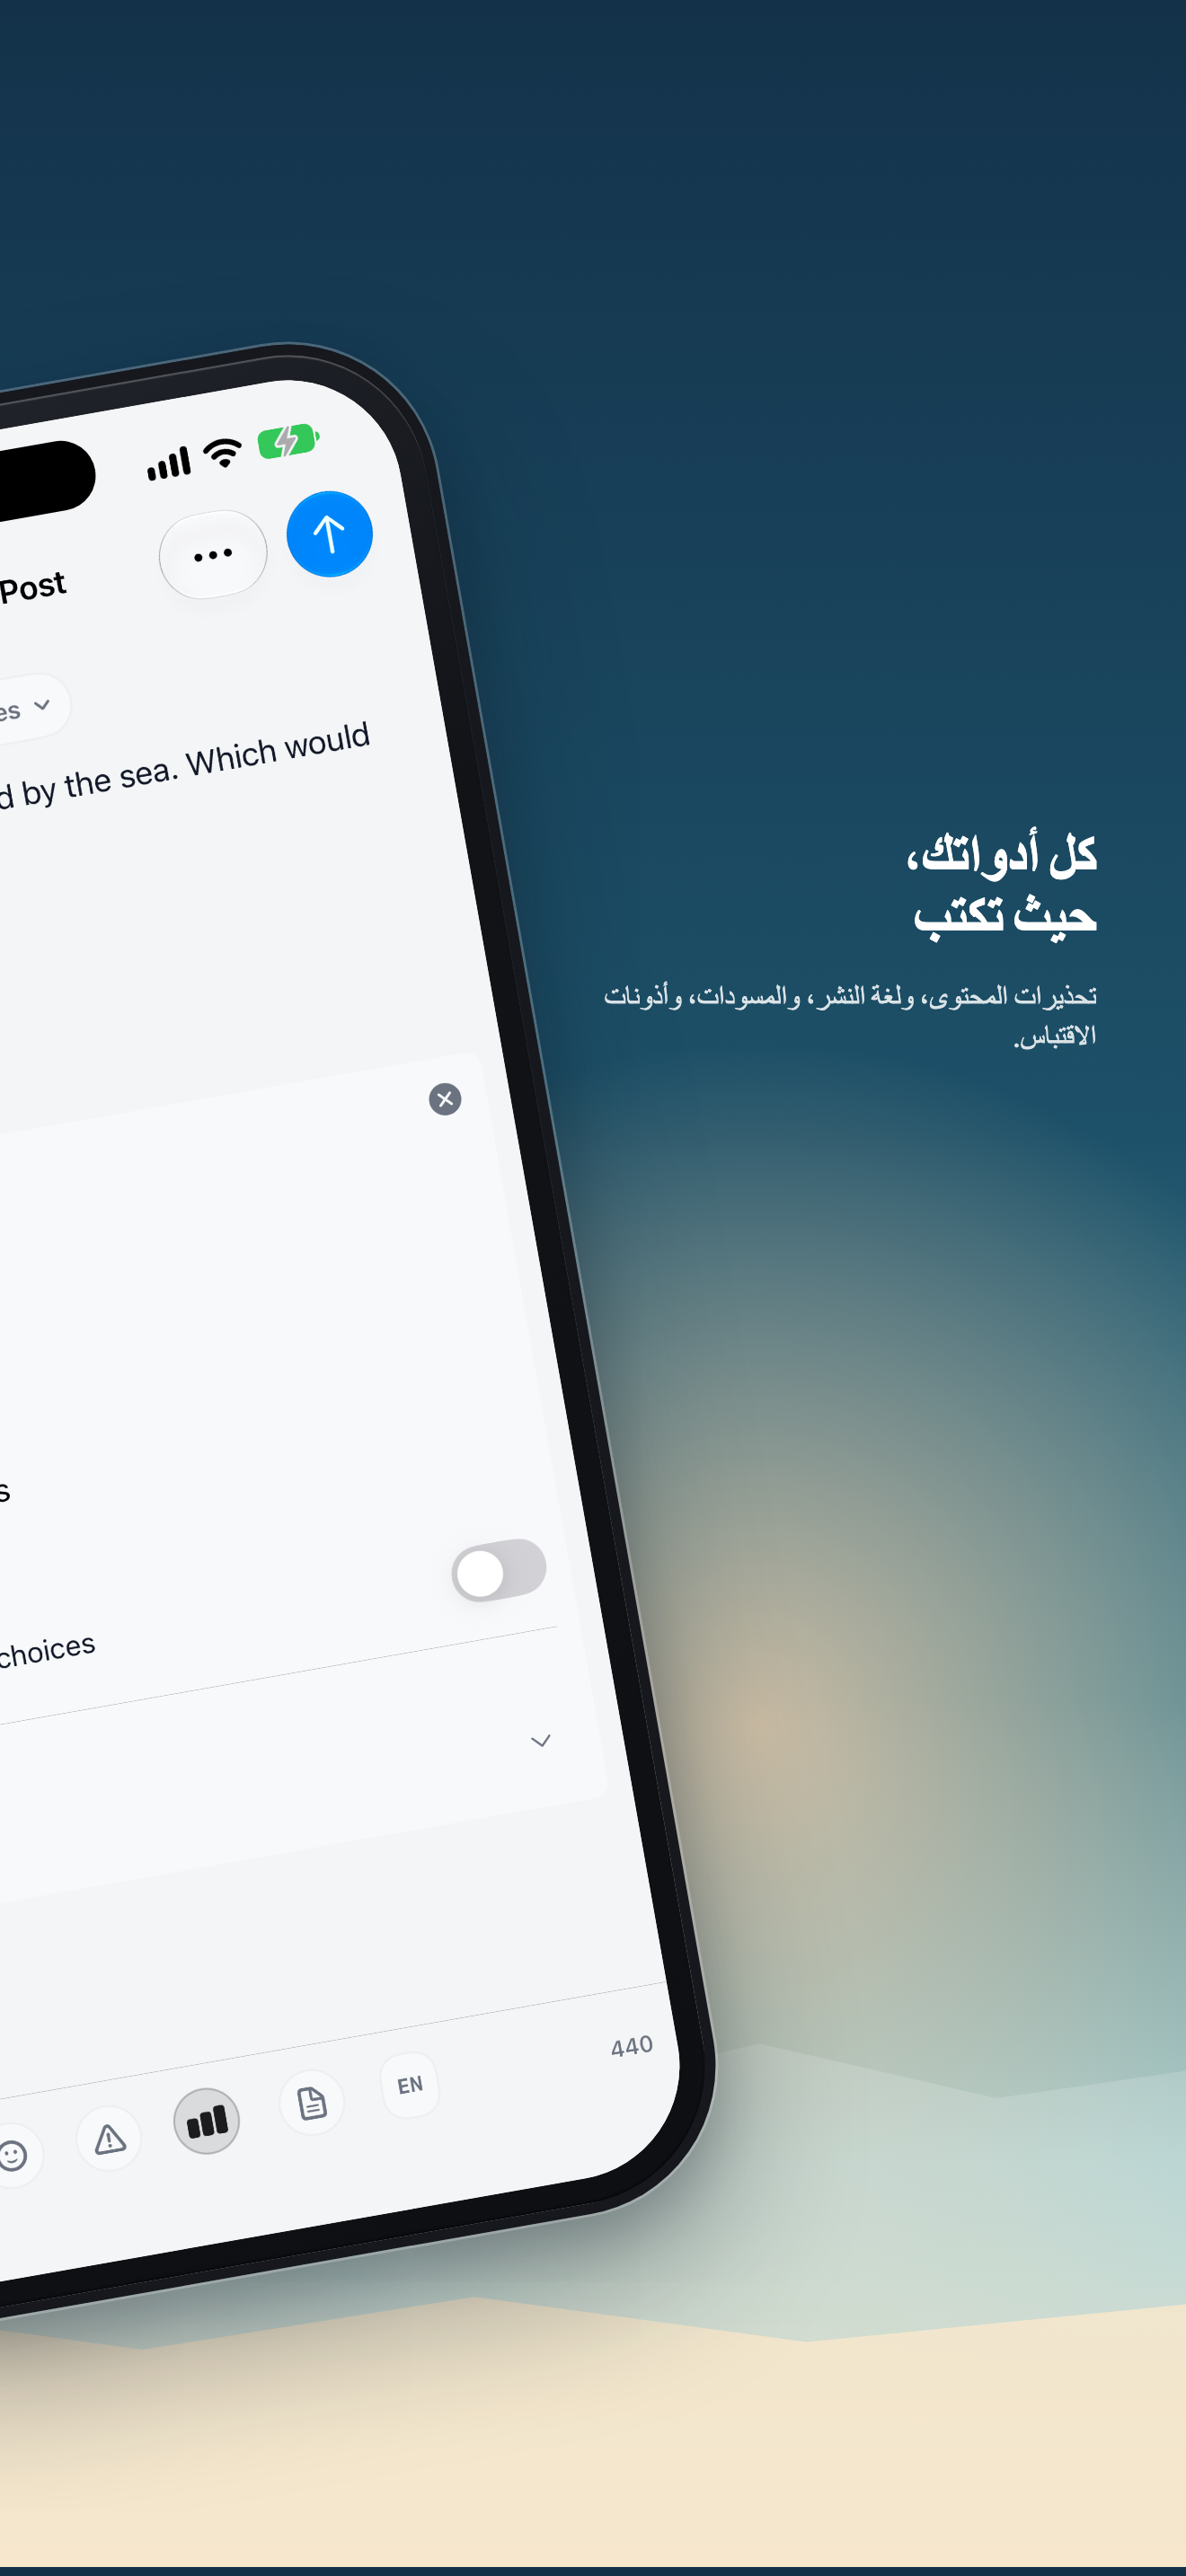 Post
es
d by the sea. Which would
كل أدواتك،
حيث تكتب
تحذيرات المحتوى، ولغة النشر، والمسودات، وأذونات
الاقتباس.
s
choices
440
EN